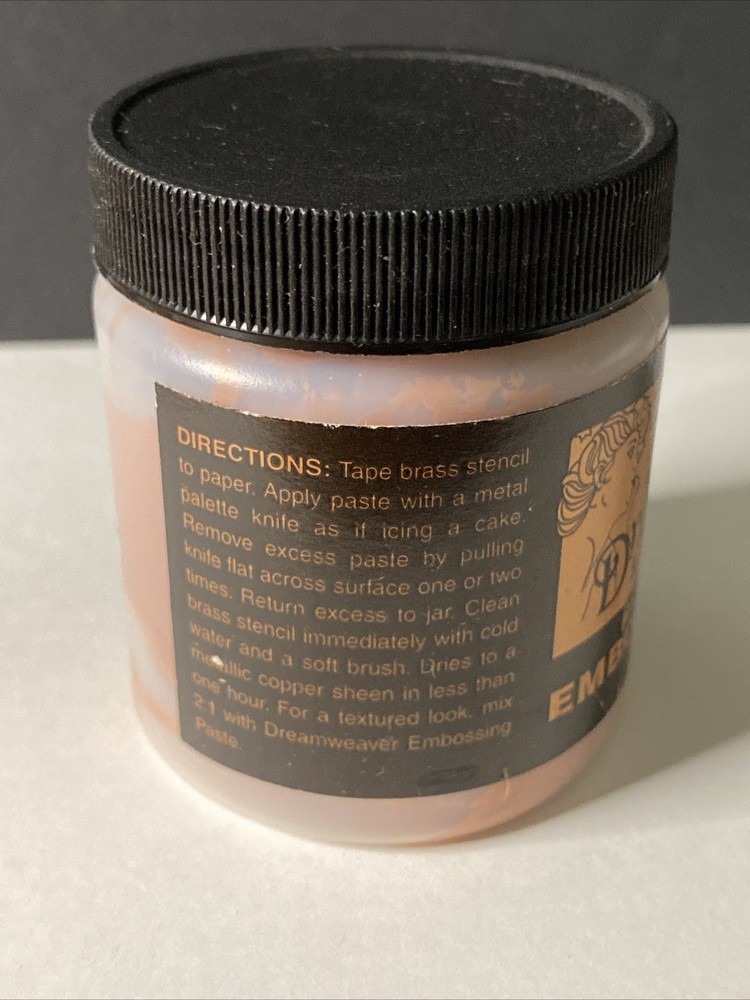 DIRECTIONS: Tape brass stencil
to paper. Apply paste with a metal
palette knife as if icing a cake.
Remove excess paste by pulling
knife flat across surface one or two
times. Return excess to jar. Clean
brass stencil immediately with cold
water and a soft brush. Dries to a
metallic copper sheen in less than
one hour. For a textured look, mix
2:1 with Dreamweaver Embossing
Paste.
D
EMB